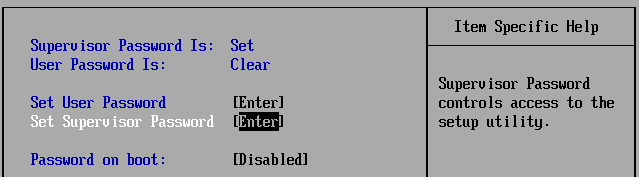 Item Specific Help
Supervisor Password Is: Set
User Password Is: Clear
Set User Password [Enter]
Set Supervisor Password [Enter]
Password on boot: [Disabled]
Supervisor Password
controls access to the
setup utility.